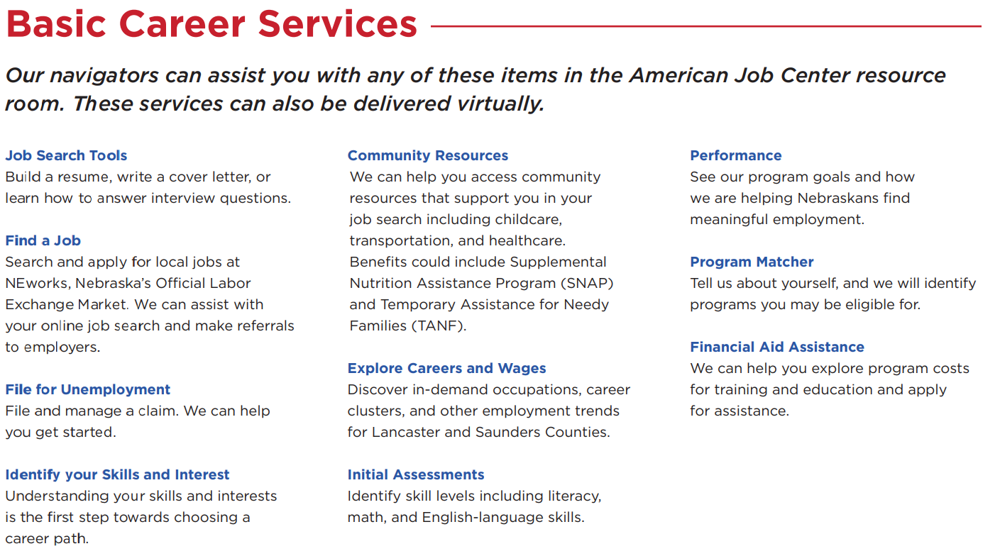 Basic Career Services
Our navigators can assist you with any of these items in the American Job Center resource
room. These services can also be delivered virtually.
Job Search Tools
Build a resume, write a cover letter, or
learn how to answer interview questions.
Find a Job
Search and apply for local jobs at
NEworks, Nebraska’s Official Labor
Exchange Market. We can assist with
your online job search and make referrals
to employers.
File for Unemployment
File and manage a claim. We can help
you get started.
Identify your Skills and Interest
Understanding your skills and interests
is the first step towards choosing a
career path.
Community Resources
We can help you access community
resources that support you in your
job search including childcare,
transportation, and healthcare.
Benefits could include Supplemental
Nutrition Assistance Program (SNAP)
and Temporary Assistance for Needy
Families (TANF).
Explore Careers and Wages
Discover in-demand occupations, career
clusters, and other employment trends
for Lancaster and Saunders Counties.
Initial Assessments
Identify skill levels including literacy,
math, and English-language skills.
Performance
See our program goals and how
we are helping Nebraskans find
meaningful employment.
Program Matcher
Tell us about yourself, and we will identify
programs you may be eligible for.
Financial Aid Assistance
We can help you explore program costs
for training and education and apply
for assistance.